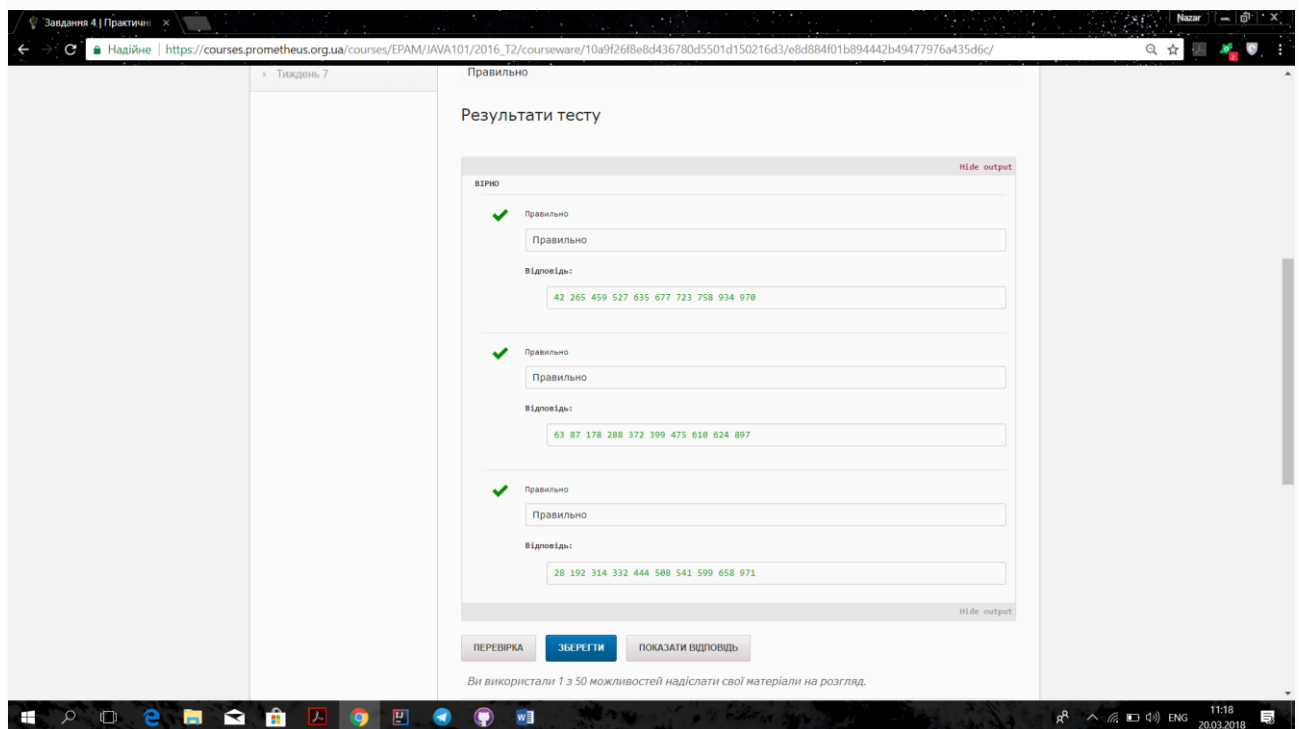 Завдання 4 | Практичні
Nazar
Надійне | https://courses.prometheus.org.ua/courses/EPAM/JAVA101/2016_T2/courseware/10a9f26f8e8d436780d5501d150216d3/e8d884f01b894442b49477976a435d6c/
2
Тиждень 7
Правильно
Результати тесту
Hide output
ВІРНО
Правильно
Правильно
Відповідь:
42 265 459 527 635 677 723 758 934 970
Правильно
Правильно
Відповідь:
63 87 178 288 372 399 475 610 624 897
Правильно
Правильно
Відповідь:
28 192 314 332 444 508 541 599 658 971
Hide output
ПЕРЕВІРКА ЗБЕРЕГТИ ПОКАЗАТИ ВІДПОВІДЬ
Ви використали 1 з 50 можливостей надіслати свої матеріали на розгляд.
ENG
11:18
20.03.2018